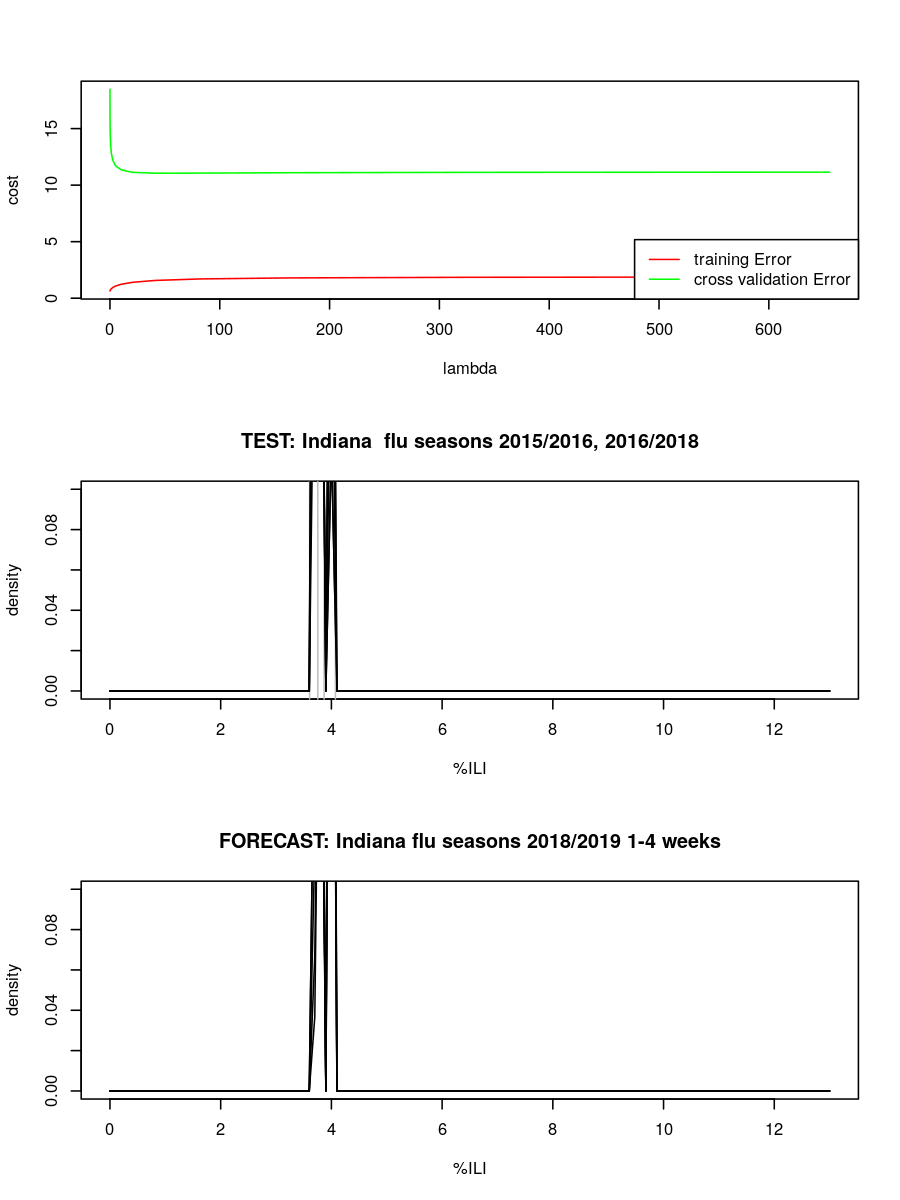 15
10
5
0
cost
training Error
cross validation Error
0 100 200 300 400 500 600
lambda
TEST: Indiana  flu seasons 2015/2016, 2016/2018
0.08
0.04
0.00
density
0 2 4 6 8 10 12
%ILI
FORECAST: Indiana flu seasons 2018/2019 1-4 weeks
0.08
0.04
0.00
density
0 2 4 6 8 10 12
%ILI